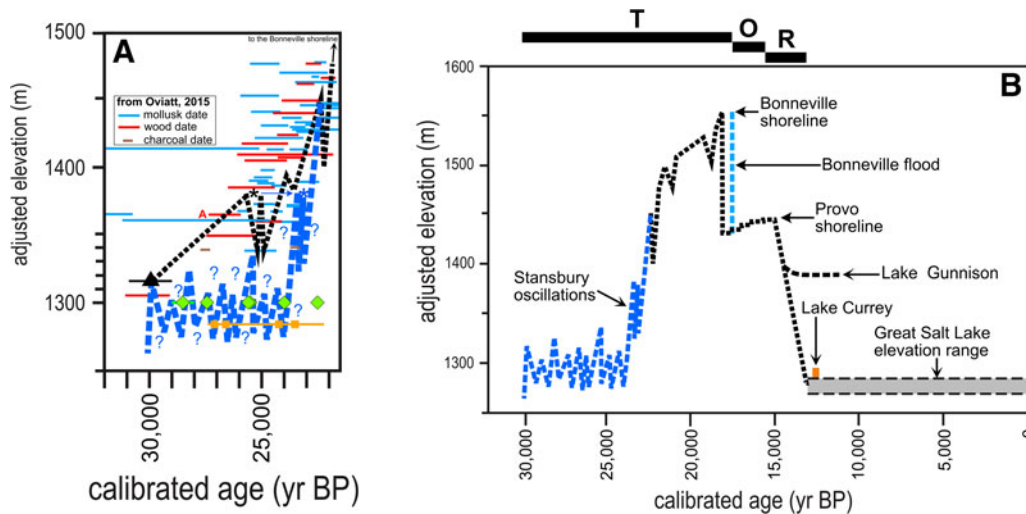 A
1500
1400
1300
adjusted elevation (m)
to the Bonneville shoreline
from Oviatt, 2015
mollusk date
wood date
charcoal date
A
*
*
?
?
?
?
?
?
?
?
?
?
?
30,000
25,000
calibrated age (yr BP)
T
O
R
B
1600
1500
1400
1300
1250
adjusted elevation (m)
Bonneville
shoreline
Bonneville flood
Provo
shoreline
Stansbury
oscillations
Lake Gunnison
Lake Currey
Great Salt Lake
elevation range
30,000
25,000
20,000
15,000
10,000
5,000
0
calibrated age (yr BP)